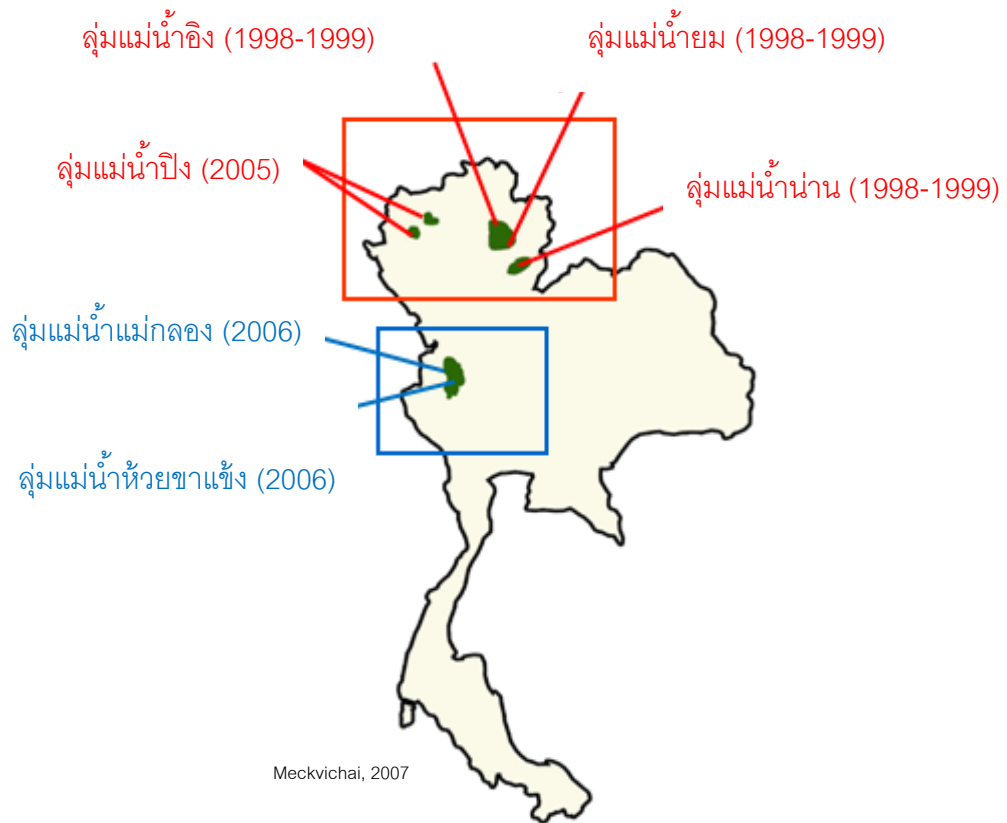 ลุ่มแม่น้ำอิง (1998-1999)
ลุ่มแม่น้ำยม (1998-1999)
ลุ่มแม่น้ำปิง (2005)
ลุ่มแม่น้ำน่าน (1998-1999)
ลุ่มแม่น้ำแม่กลอง (2006)
ลุ่มแม่น้ำห้วยขาแข้ง (2006)
Meckvichai, 2007